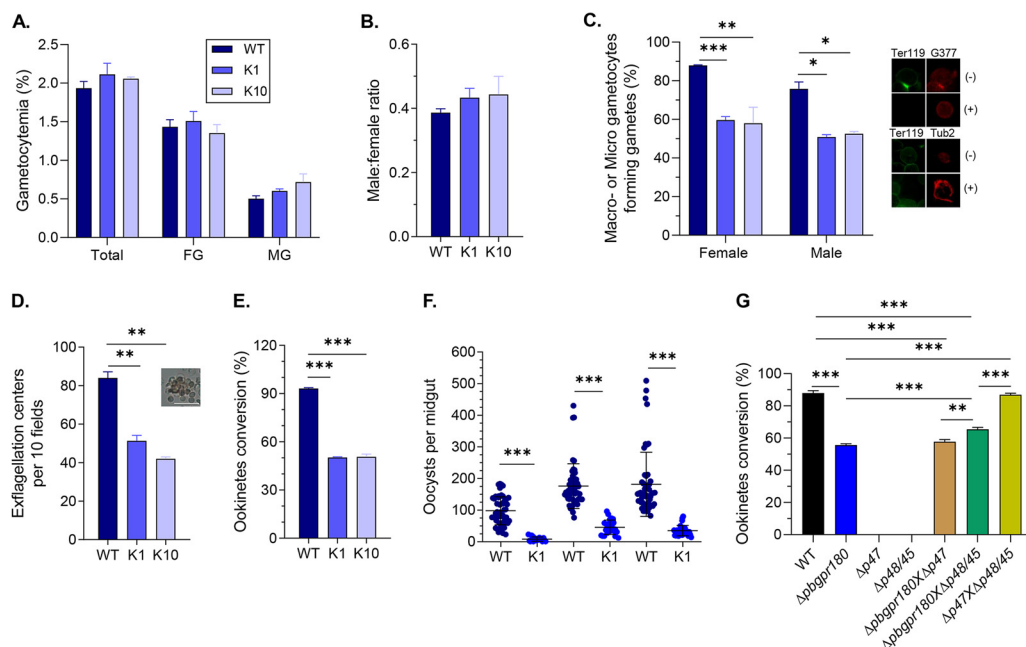 A.
Gametocytemia (%)
2.5
2.0
1.5
1.0
0.5
0.0
Total
FG
MG
WT
K1
K10
B.
Male:female ratio
0.6
0.4
0.2
0.0
WT
K1
K10
C.
Macro- or Micro gametocytes
forming gametes (%)
100
80
60
40
20
0
**
***
*
*
Female
Male
Ter119 G377
(-)
(+)
Ter119 Tub2
(-)
(+)
D.
Exflagellation centers
per 10 fields
100
80
60
40
20
0
**
**
WT
K1
K10
E.
Ookinetes conversion (%)
120
90
60
30
0
***
***
WT
K1
K10
F.
Oocysts per midgut
600
500
400
300
200
100
0
***
***
***
WT
K1
WT
K1
WT
K1
G
Ookinetes conversion (%)
100
80
60
40
20
0
***
***
***
***
***
***
**
WT
Δpbgpr180
Δp47
Δp48/45
Δpbgpr180XΔp47
Δpbgpr180XΔp48/45
Δp47XΔp48/45